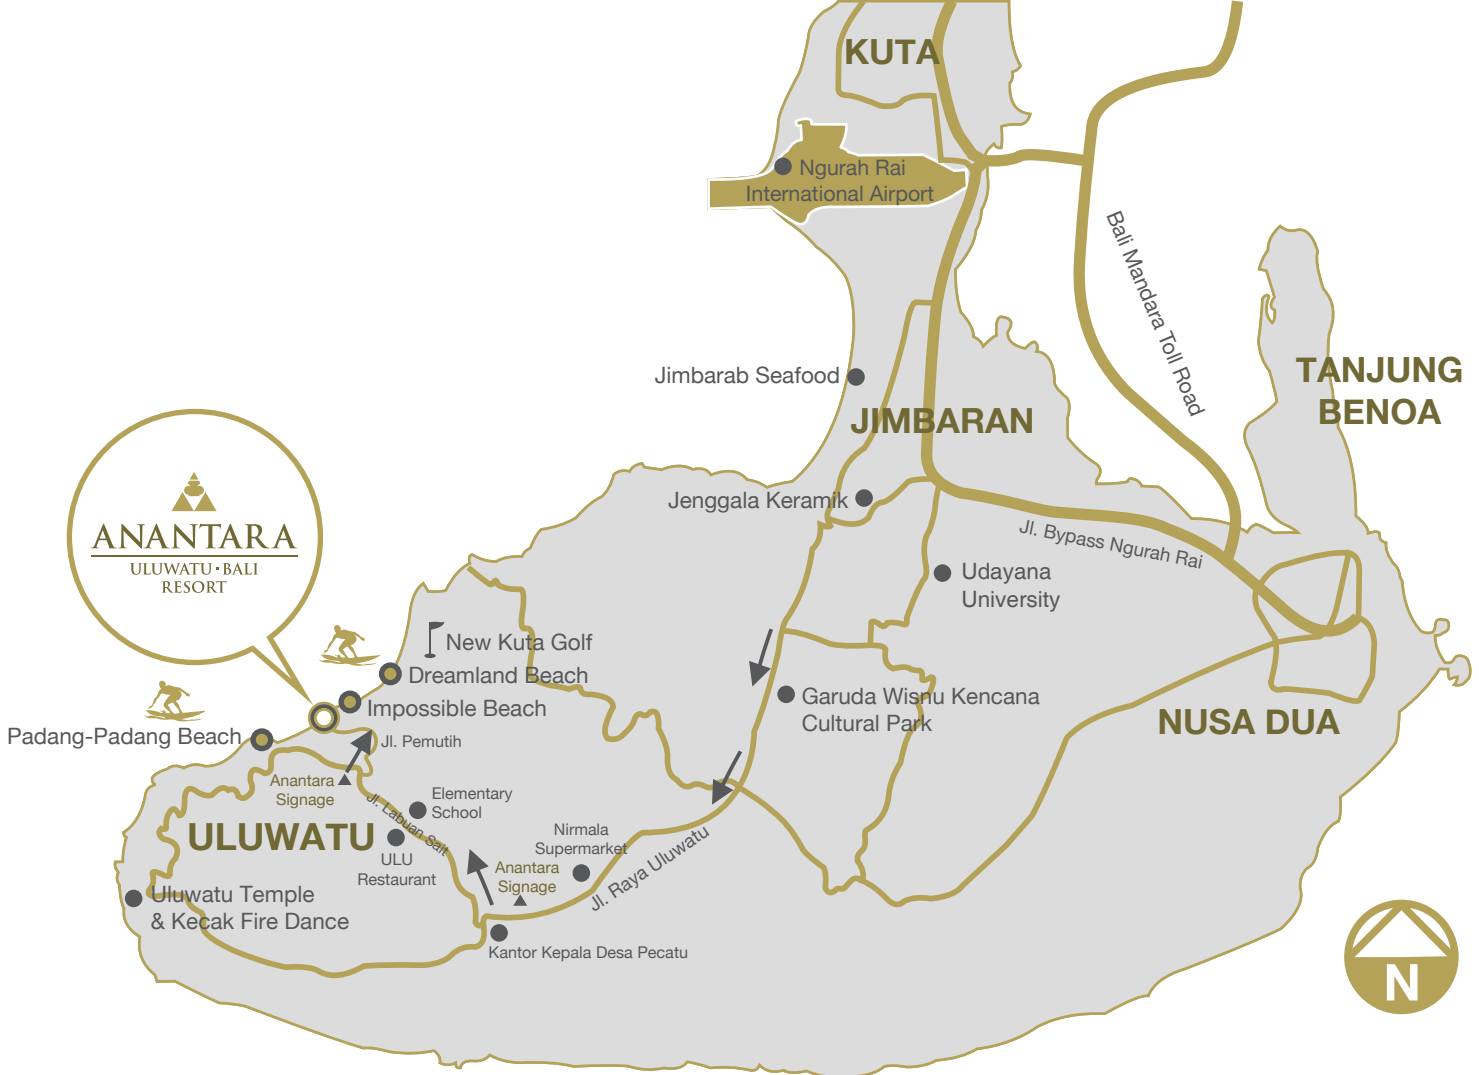 KUTA
Ngurah Rai
International Airport
Bali Mandara Toll Road
TANJUNG
BENOA
Jimbarab Seafood
JIMBARAN
Jenggala Keramik
Jl. Bypass Ngurah Rai
ANANTARA
ULUWATU • BALI
RESORT
Udayana
University
New Kuta Golf
Dreamland Beach
Impossible Beach
Padang-Padang Beach
Jl. Pemutih
Garuda Wisnu Kencana
Cultural Park
NUSA DUA
Anantara
Signage
Jl. Labuan Sait
Elementary
School
ULUWATU
ULU
Restaurant
Nirmala
Supermarket
Anantara
Signage
Jl. Raya Uluwatu
Uluwatu Temple
& Kecak Fire Dance
Kantor Kepala Desa Pecatu
N